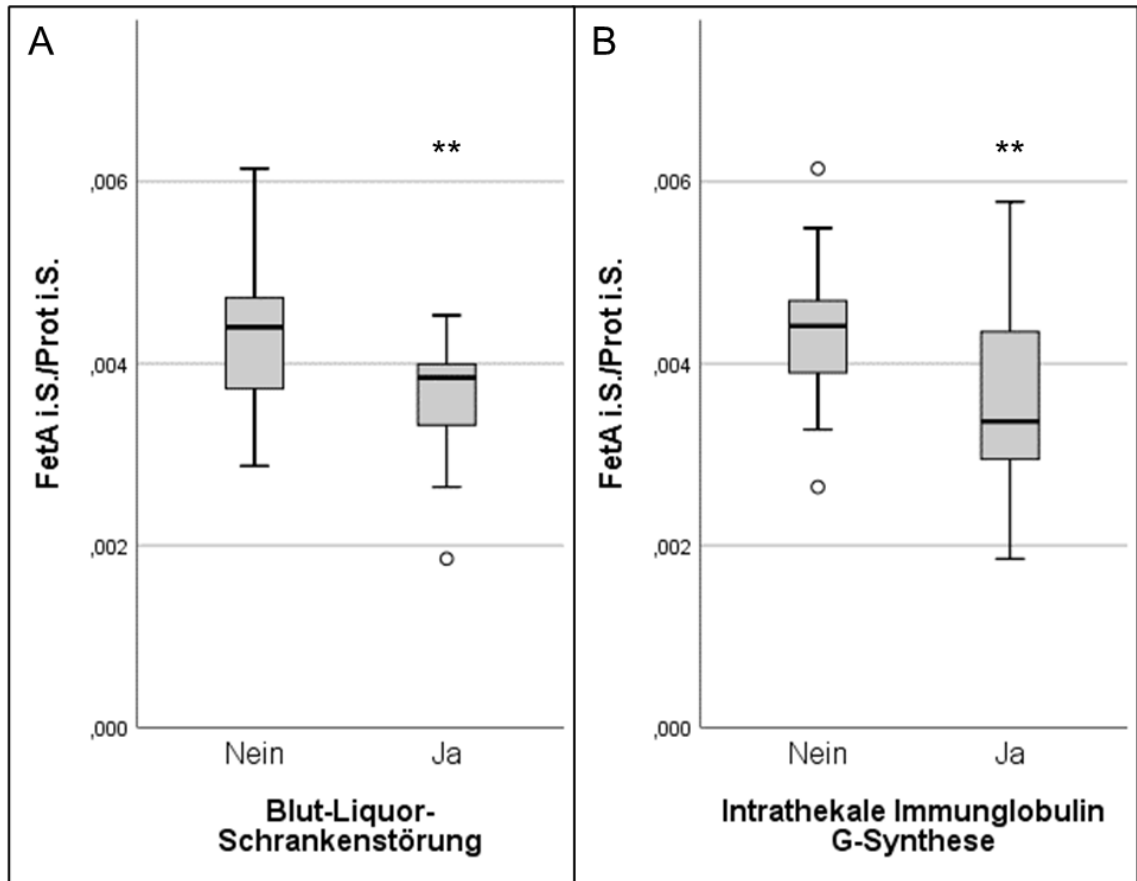 A
**
,006
,004
,002
,000
FetA i.S./Prot i.S.
Nein
Ja
Blut-Liquor-
Schrankenstörung
B
**
,006
,004
,002
,000
FetA i.S./Prot i.S.
Nein
Ja
Intrathekale Immunglobulin
G-Synthese